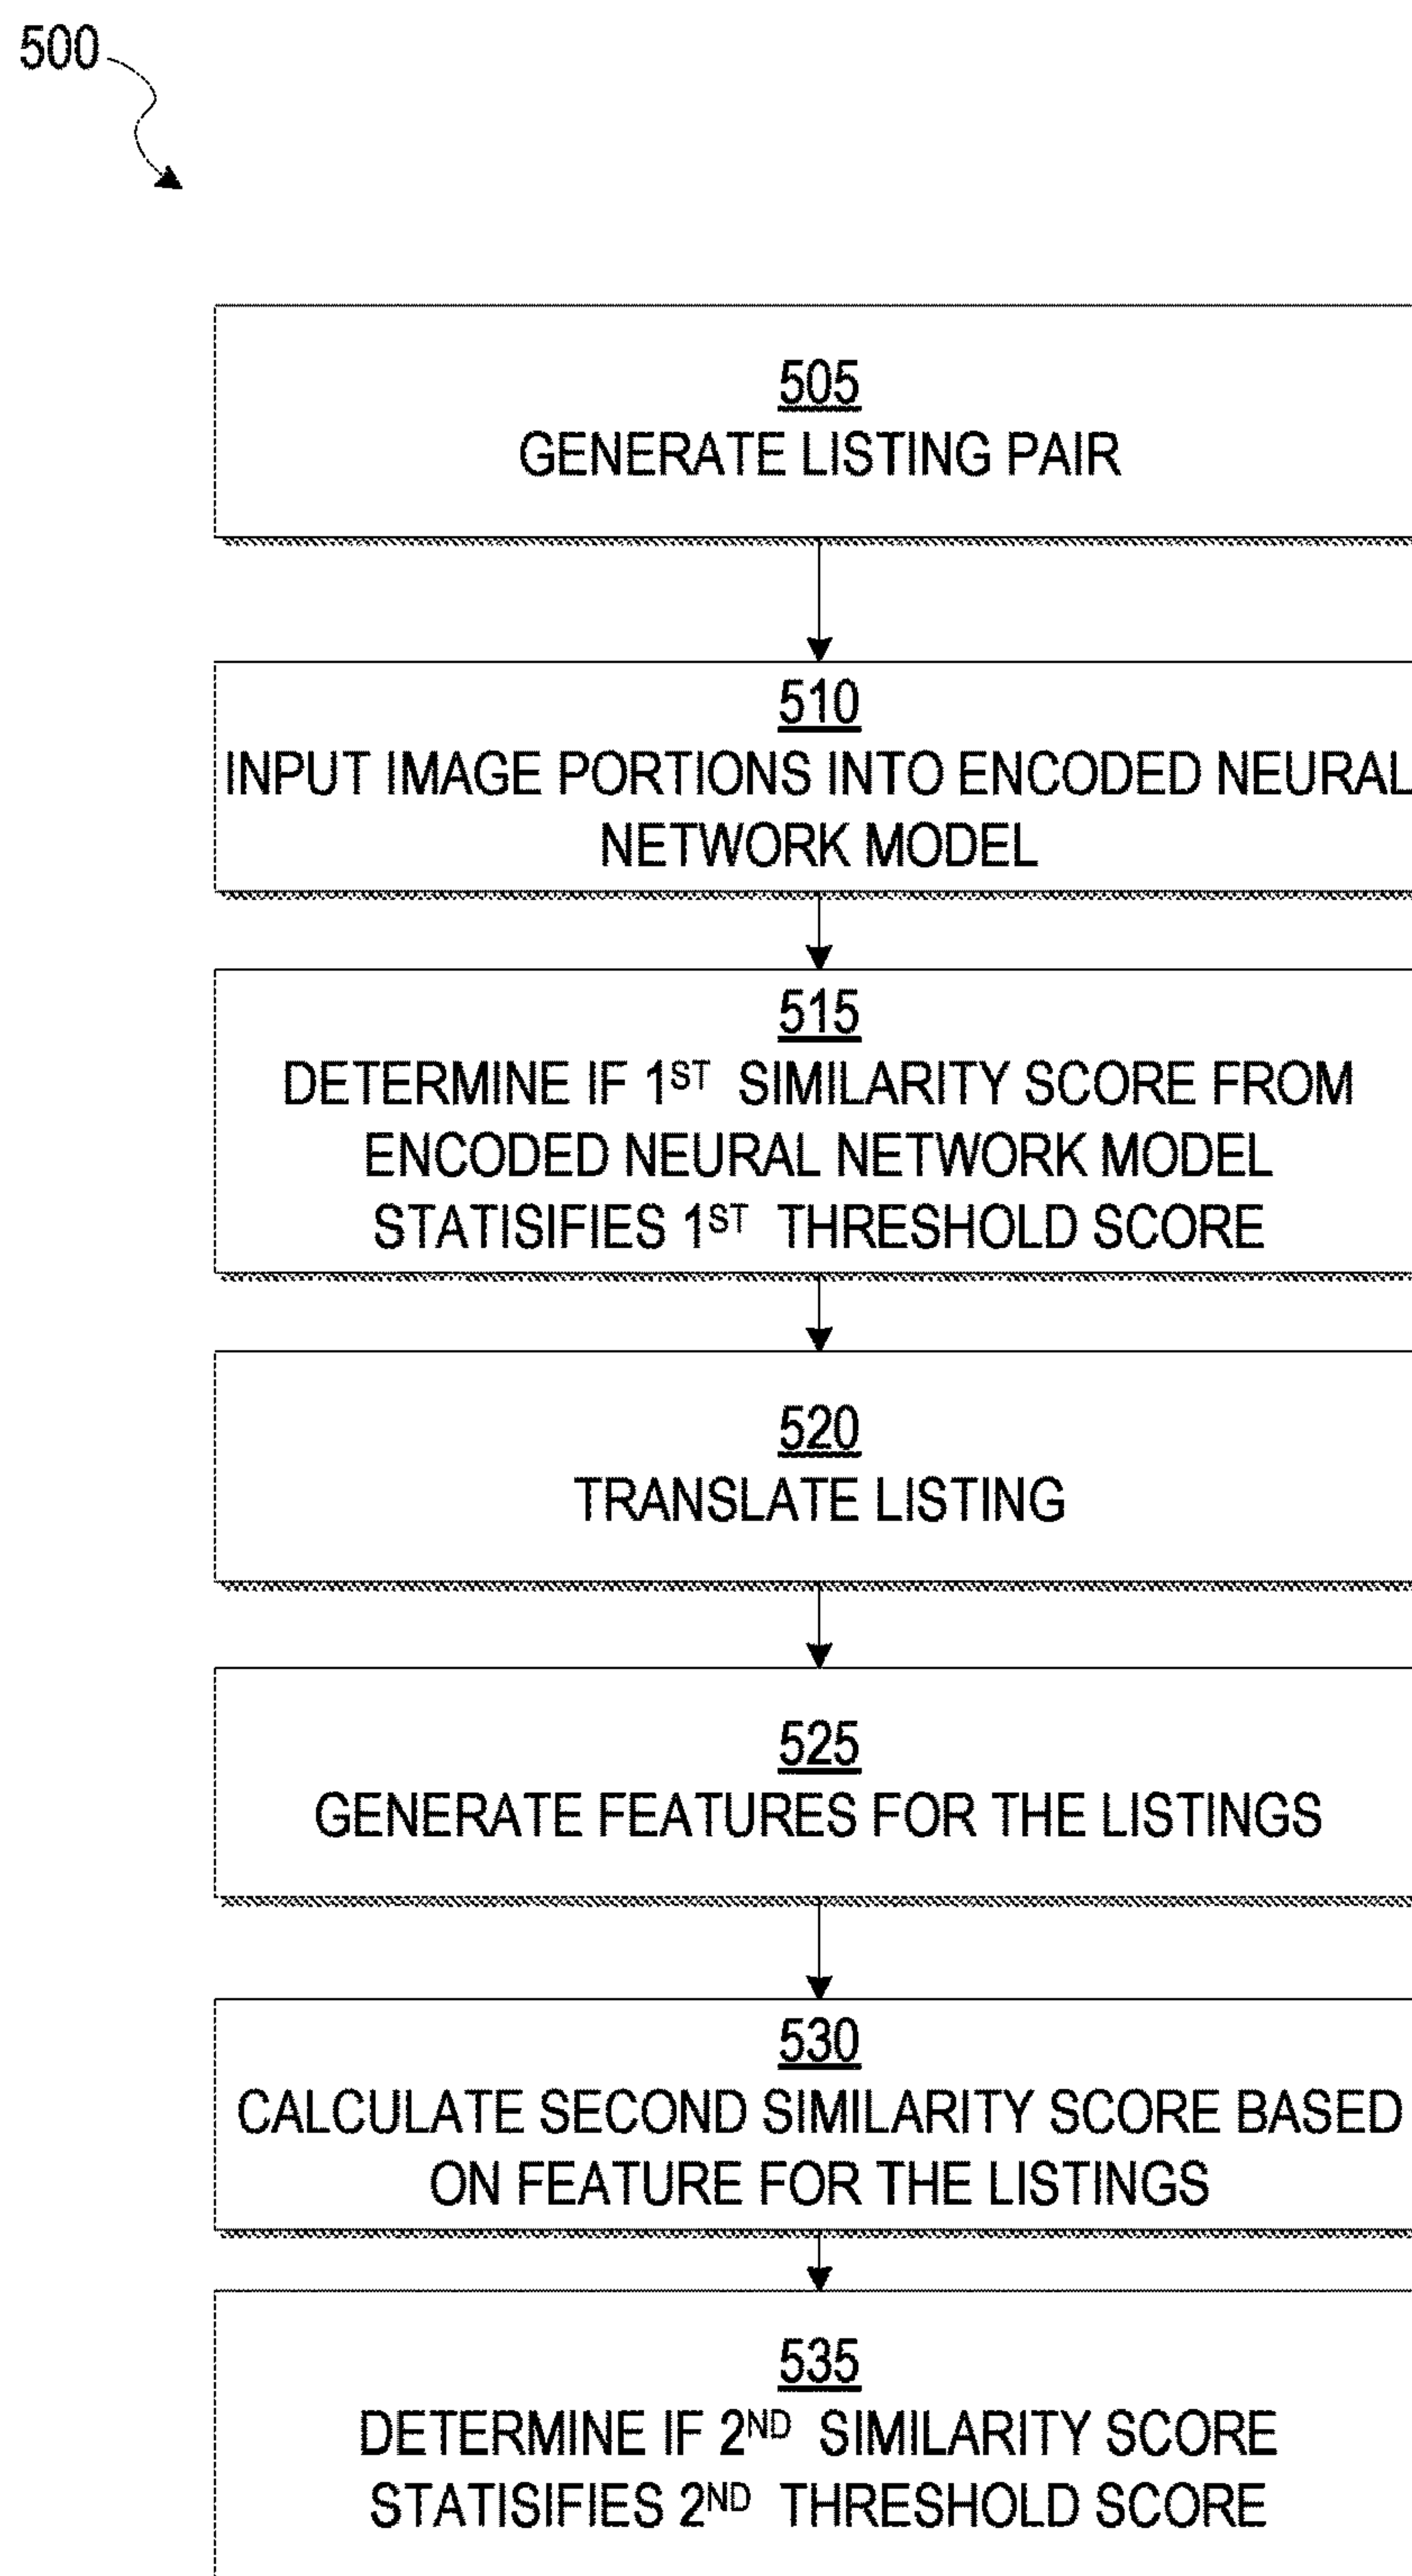 500
505
GENERATE LISTING PAIR
510
INPUT IMAGE PORTIONS INTO ENCODED NEURAL
NETWORK MODEL
515
DETERMINE IF 1ST SIMILARITY SCORE FROM
ENCODED NEURAL NETWORK MODEL
STATISIFIES 1ST THRESHOLD SCORE
520
TRANSLATE LISTING
525
GENERATE FEATURES FOR THE LISTINGS
530
CALCULATE SECOND SIMILARITY SCORE BASED
ON FEATURE FOR THE LISTINGS
535
DETERMINE IF 2ND SIMILARITY SCORE
STATISIFIES 2ND THRESHOLD SCORE